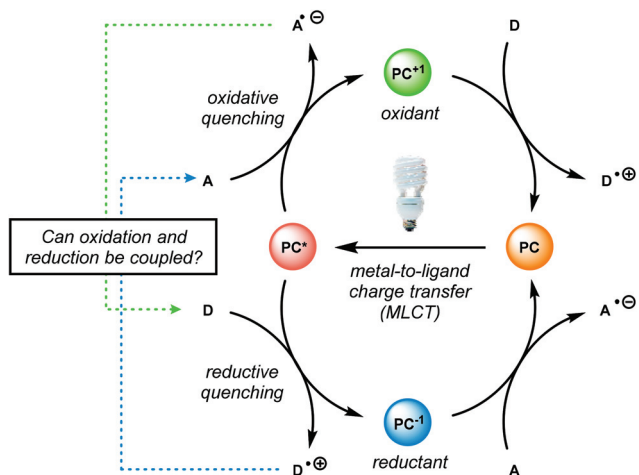 A•⊖
D
PC+1
oxidative
quenching
oxidant
A
D•⊕
Can oxidation and
reduction be coupled?
PC*
PC
metal-to-ligand
charge transfer
(MLCT)
D
A•⊖
reductive
quenching
PC-1
D•⊕
reductant
A